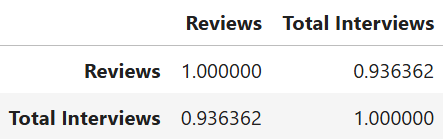 Reviews Total Interviews
Reviews 1.000000 0.936362
Total Interviews 0.936362 1.000000